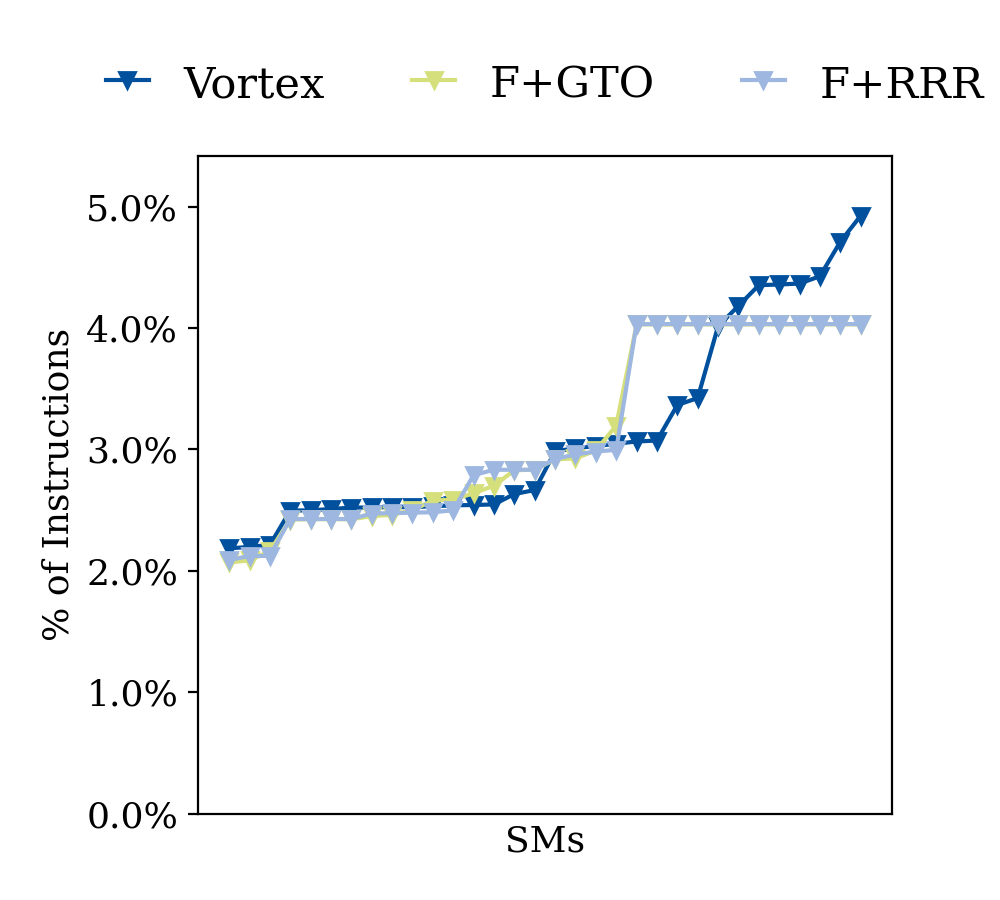 Vortex F+GTO F+RRR
5.0%
4.0%
3.0%
2.0%
1.0%
0.0%
% of Instructions
SMs